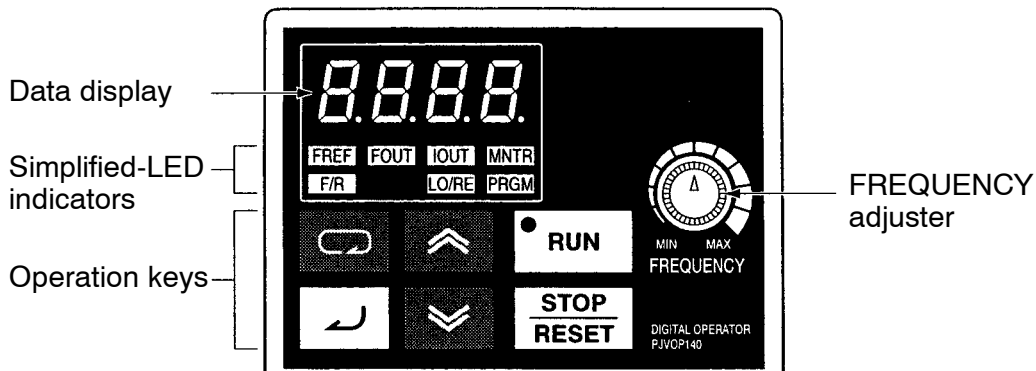 Data display
8.8.8.8.
Simplified-LED
indicators
FREF FOUT IOUT MNTR
F/R LO/RE PRGM
Operation keys
RUN
STOP
RESET
MIN MAX
FREQUENCY
DIGITAL OPERATOR
PJVOP140
FREQUENCY
adjuster